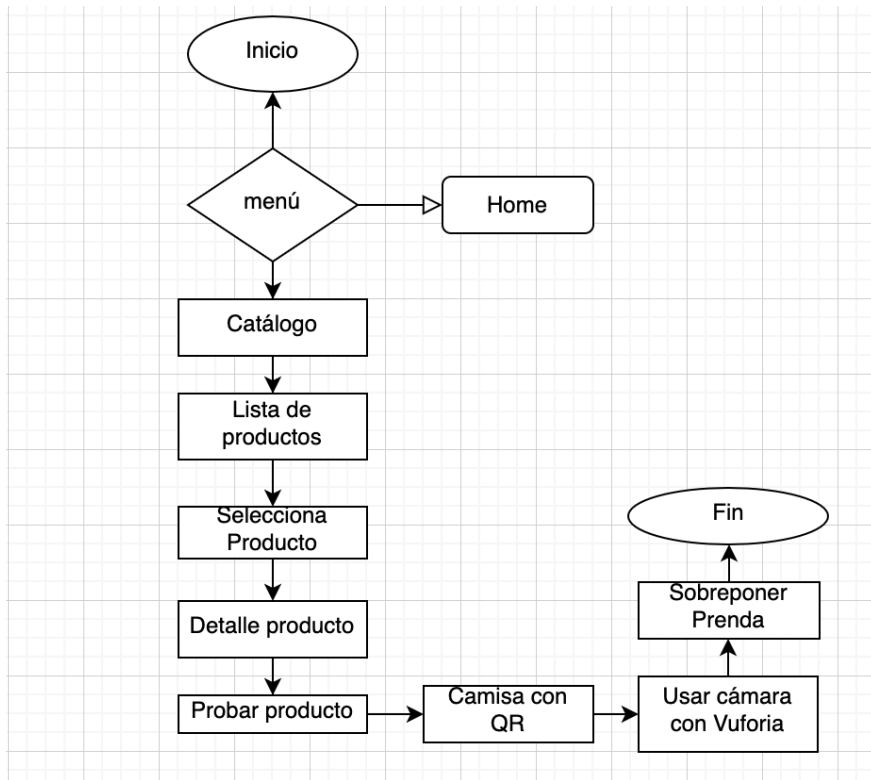 Inicio
menú
Home
Catálogo
Lista de
productos
Selecciona
Producto
Detalle producto
Probar producto
Camisa con
QR
Usar cámara
con Vuforia
Sobreponer
Prenda
Fin